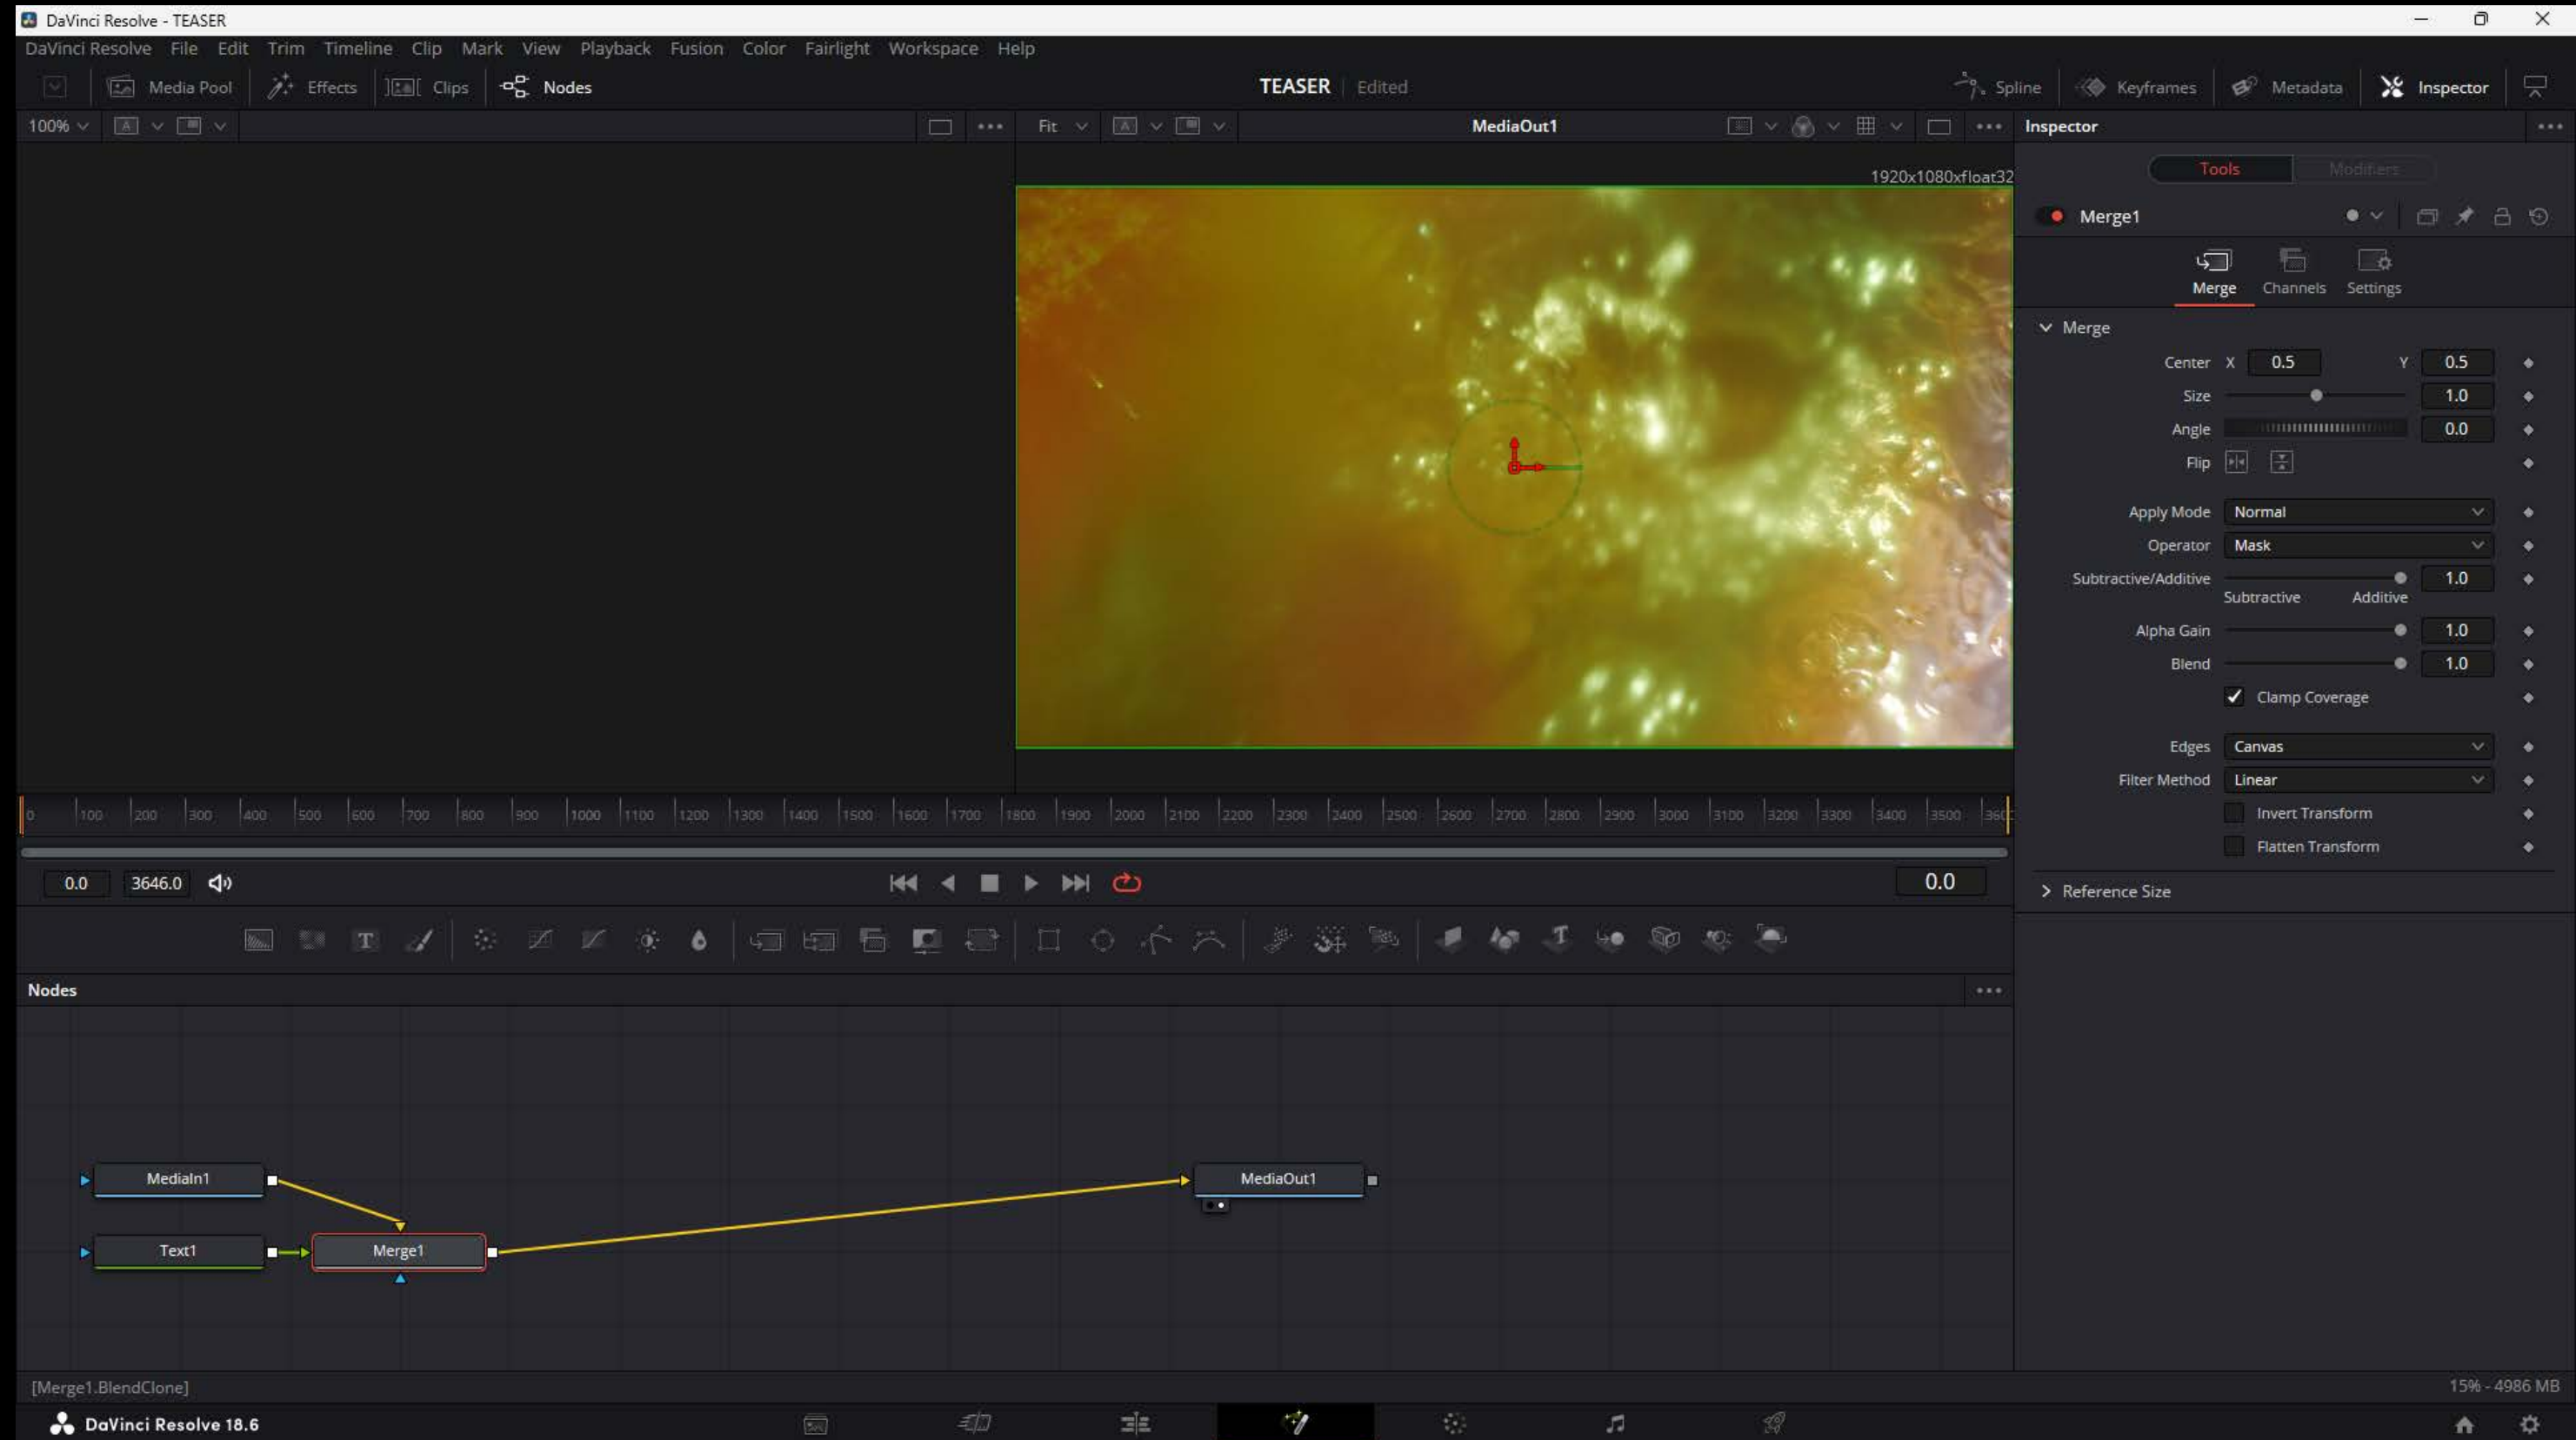 DaVinci Resolve - TEASER
DaVinci Resolve File Edit Trim Timeline Clip Mark View Playback Fusion Color Fairlight Workspace Help
Media Pool Effects Clips Nodes TEASER Edited Spline Keyframes Metadata Inspector
100% A Fit A MediaOut1 Inspector
1920x1080xfloat32
Tools Modifiers
Merge1
Merge Channels Settings
Merge
Center X 0.5 Y 0.5
Size 1.0
Angle 0.0
Flip
Apply Mode Normal
Operator Mask
Subtractive/Additive 1.0
Subtractive Additive
Alpha Gain 1.0
Blend 1.0
Clamp Coverage
Edges Canvas
Filter Method Linear
Invert Transform
Flatten Transform
Reference Size
0 100 200 300 400 500 600 700 800 900 1000 1100 1200 1300 1400 1500 1600 1700 1800 1900 2000 2100 2200 2300 2400 2500 2600 2700 2800 2900 3000 3100 3200 3300 3400 3500
0.0 3646.0 0.0
T T
Nodes
MediaIn1 MediaOut1
Text1 Merge1
[Merge1.BlendClone] 15% - 4986 MB
DaVinci Resolve 18.6